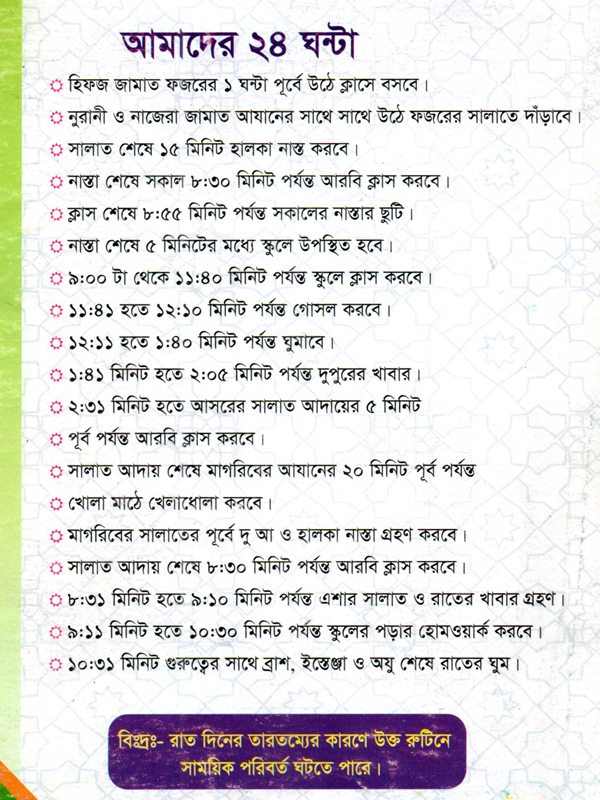 আমাদের ২৪ ঘন্টা
হিফজ জামাত ফজরের ১ ঘন্টা পূর্বে উঠে ক্লাসে বসবে।
নুরানী ও নাজেরা জামাত আযানের সাথে সাথে উঠে ফজরের সালাতে দাঁড়াবে।
সালাত শেষে ১৫ মিনিট হালকা নাস্ত করবে।
নাস্তা শেষে সকাল ৮:৩০ মিনিট পর্যন্ত আরবি ক্লাস করবে।
ক্লাস শেষে ৮:৫৫ মিনিট পর্যন্ত সকালের নাস্তার ছুটি।
নাস্তা শেষে ৫ মিনিটের মধ্যে স্কুলে উপস্থিত হবে।
৯:০০ টা থেকে ১১:৪০ মিনিট পর্যন্ত স্কুলে ক্লাস করবে।
১১:৪১ হতে ১২:১০ মিনিট পর্যন্ত গোসল করবে।
১২:১১ হতে ১:৪০ মিনিট পর্যন্ত ঘুমাবে।
১:৪১ মিনিট হতে ২:০৫ মিনিট পর্যন্ত দুপুরের খাবার।
২:৩১ মিনিট হতে আসরের সালাত আদায়ের ৫ মিনিট
পূর্ব পর্যন্ত আরবি ক্লাস করবে।
সালাত আদায় শেষে মাগরিবের আযানের ২০ মিনিট পূর্ব পর্যন্ত
খোলা মাঠে খেলাধোলা করবে।
মাগরিবের সালাতের পূর্বে দু আ ও হালকা নাস্তা গ্রহণ করবে।
সালাত আদায় শেষে ৮:৩০ মিনিট পর্যন্ত আরবি ক্লাস করবে।
৮:৩১ মিনিট হতে ৯:১০ মিনিট পর্যন্ত এশার সালাত ও রাতের খাবার গ্রহণ।
৯:১১ মিনিট হতে ১০:৩০ মিনিট পর্যন্ত স্কুলের পড়ার হোমওয়ার্ক করবে।
১০:৩১ মিনিট গুরুত্বের সাথে ব্রাশ, ইস্তেঞ্জা ও অযু শেষে রাতের ঘুম।
বিঃদ্রঃ- রাত দিনের তারতম্যের কারণে উক্ত রুটিনে
সাময়িক পরিবর্ত ঘটতে পারে।